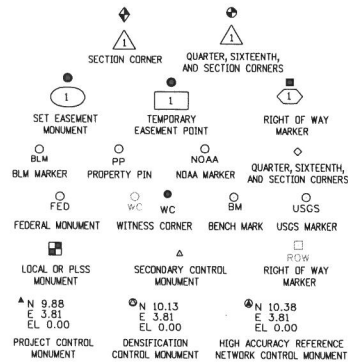 1
1
SECTION CORNER
QUARTER, SIXTEENTH,
AND SECTION CORNERS
1
1
1
SET EASEMENT
MONUMENT
TEMPORARY
EASEMENT POINT
RIGHT OF WAY
MARKER
BLM
PP
NOAA
BLM MARKER
PROPERTY PIN
NOAA MARKER
QUARTER, SIXTEENTH,
AND SECTION CORNERS
FED
WC
WC
BM
USGS
FEDERAL MONUMENT
WITNESS CORNER
BENCH MARK
USGS MARKER
LOCAL OR PLSS
MONUMENT
SECONDARY CONTROL
MONUMENT
ROW
RIGHT OF WAY
MARKER
N 9.88
E 3.81
EL 0.00
PROJECT CONTROL
MONUMENT
N 10.13
E 3.81
EL 0.00
DENSIFICATION
CONTROL MONUMENT
N 10.38
E 3.81
EL 0.00
HIGH ACCURACY REFERENCE
NETWORK CONTROL MONUMENT